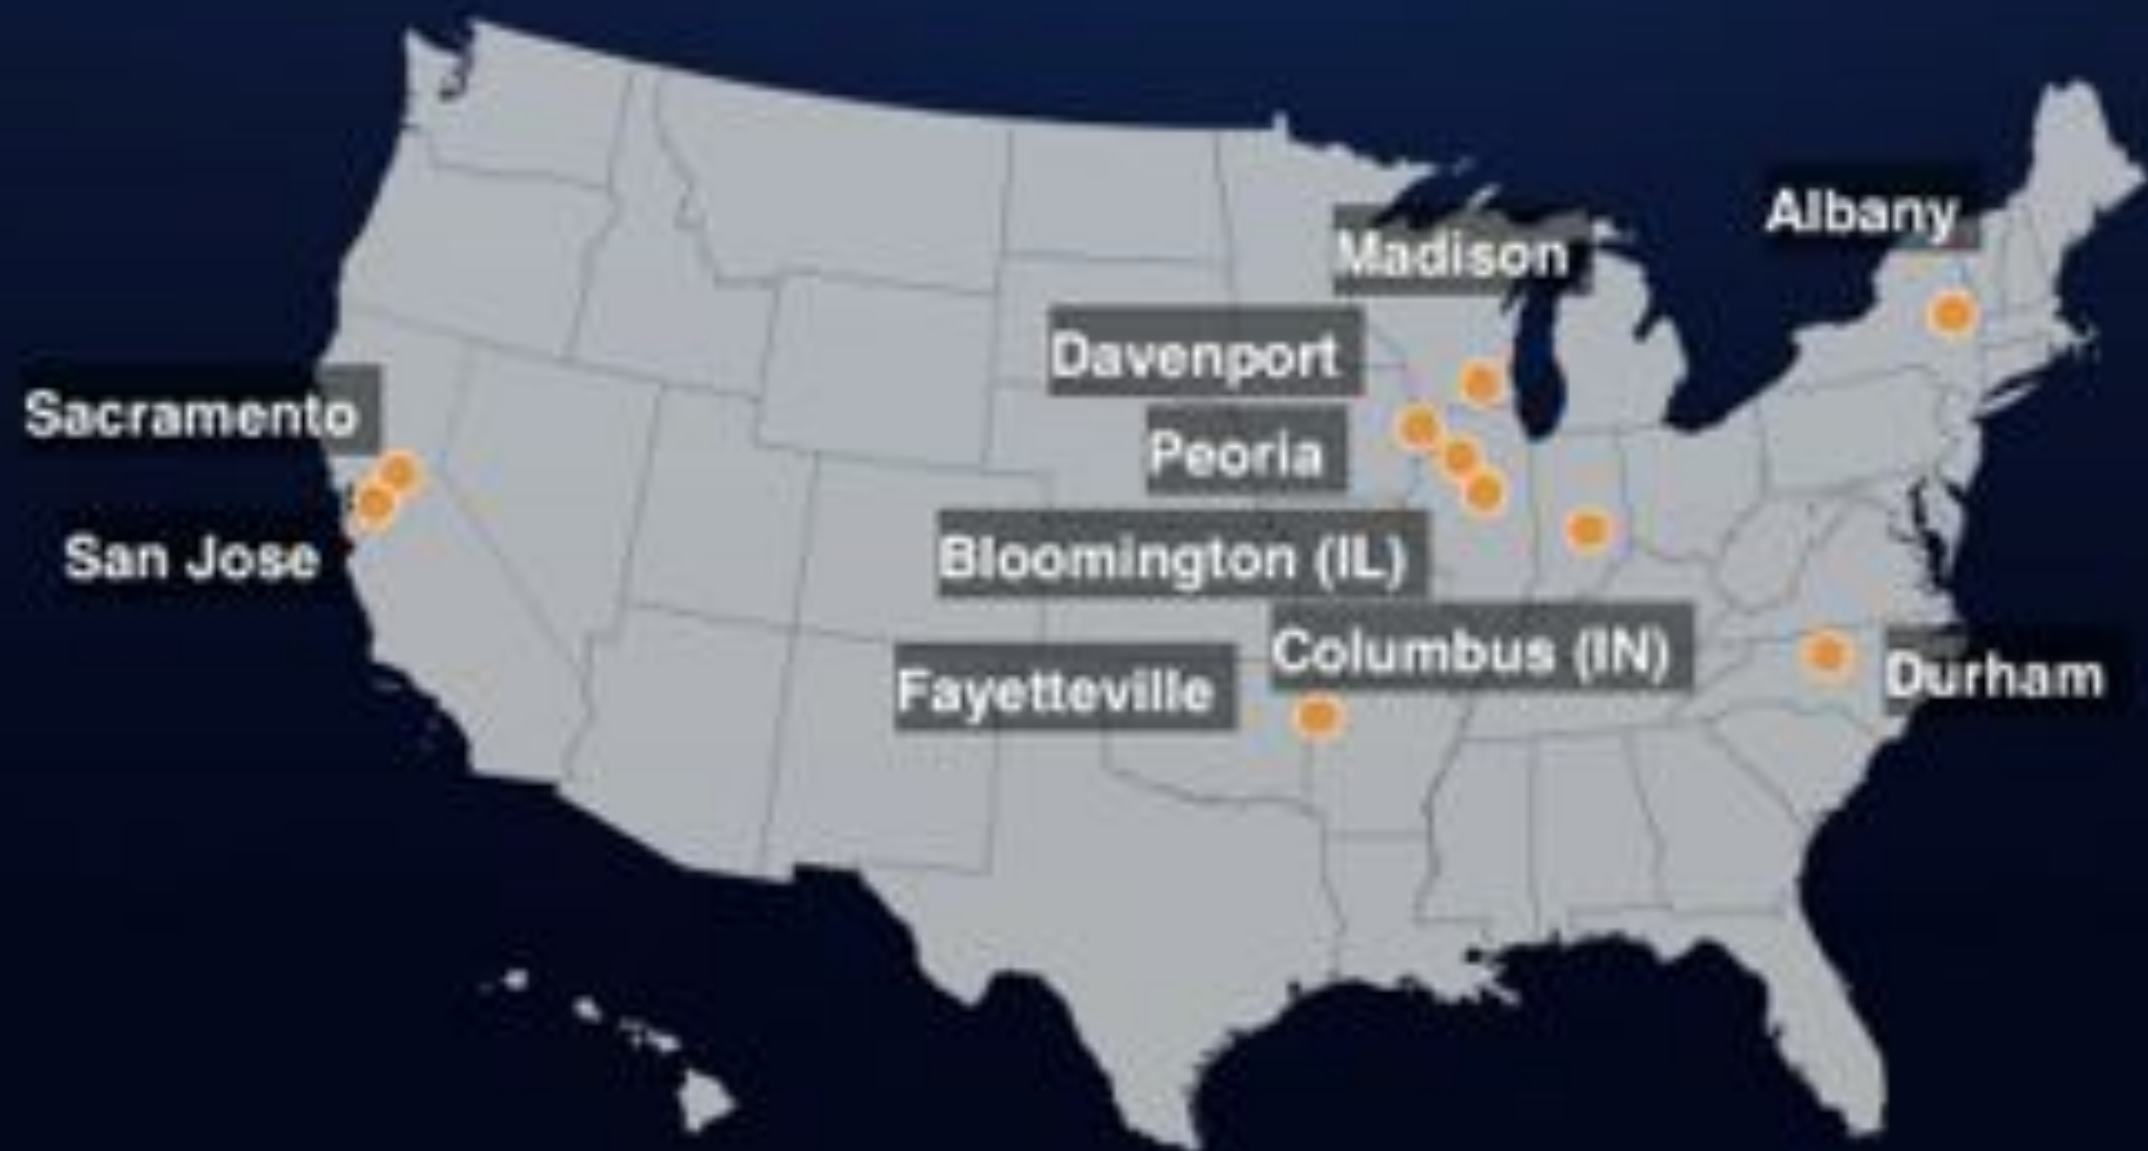 Albany
Madison
Davenport
Sacramento
Peoria
San Jose
Bloomington (IL)
Columbus (IN)
Fayetteville
Durham